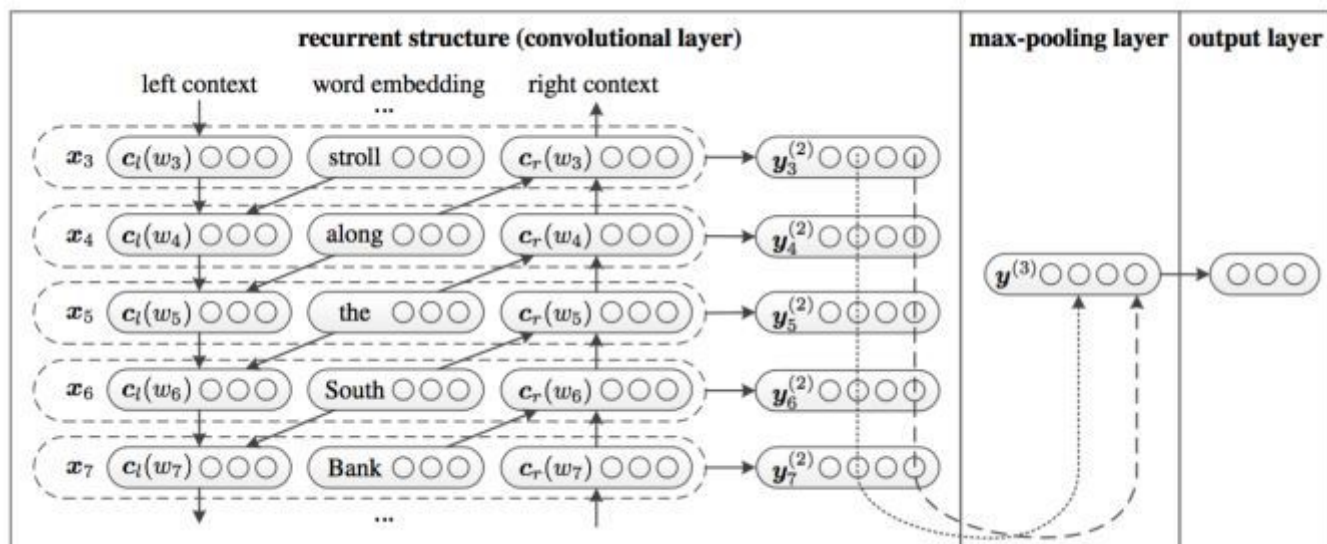 recurrent structure (convolutional layer) max-pooling layer output layer
left context word embedding right context
...
x₃ cₗ(w₃) stroll cᵣ(w₃) y₃⁽²⁾
x₄ cₗ(w₄) along cᵣ(w₄) y₄⁽²⁾
y⁽³⁾
x₅ cₗ(w₅) the cᵣ(w₅) y₅⁽²⁾
x₆ cₗ(w₆) South cᵣ(w₆) y₆⁽²⁾
x₇ cₗ(w₇) Bank cᵣ(w₇) y₇⁽²⁾
...